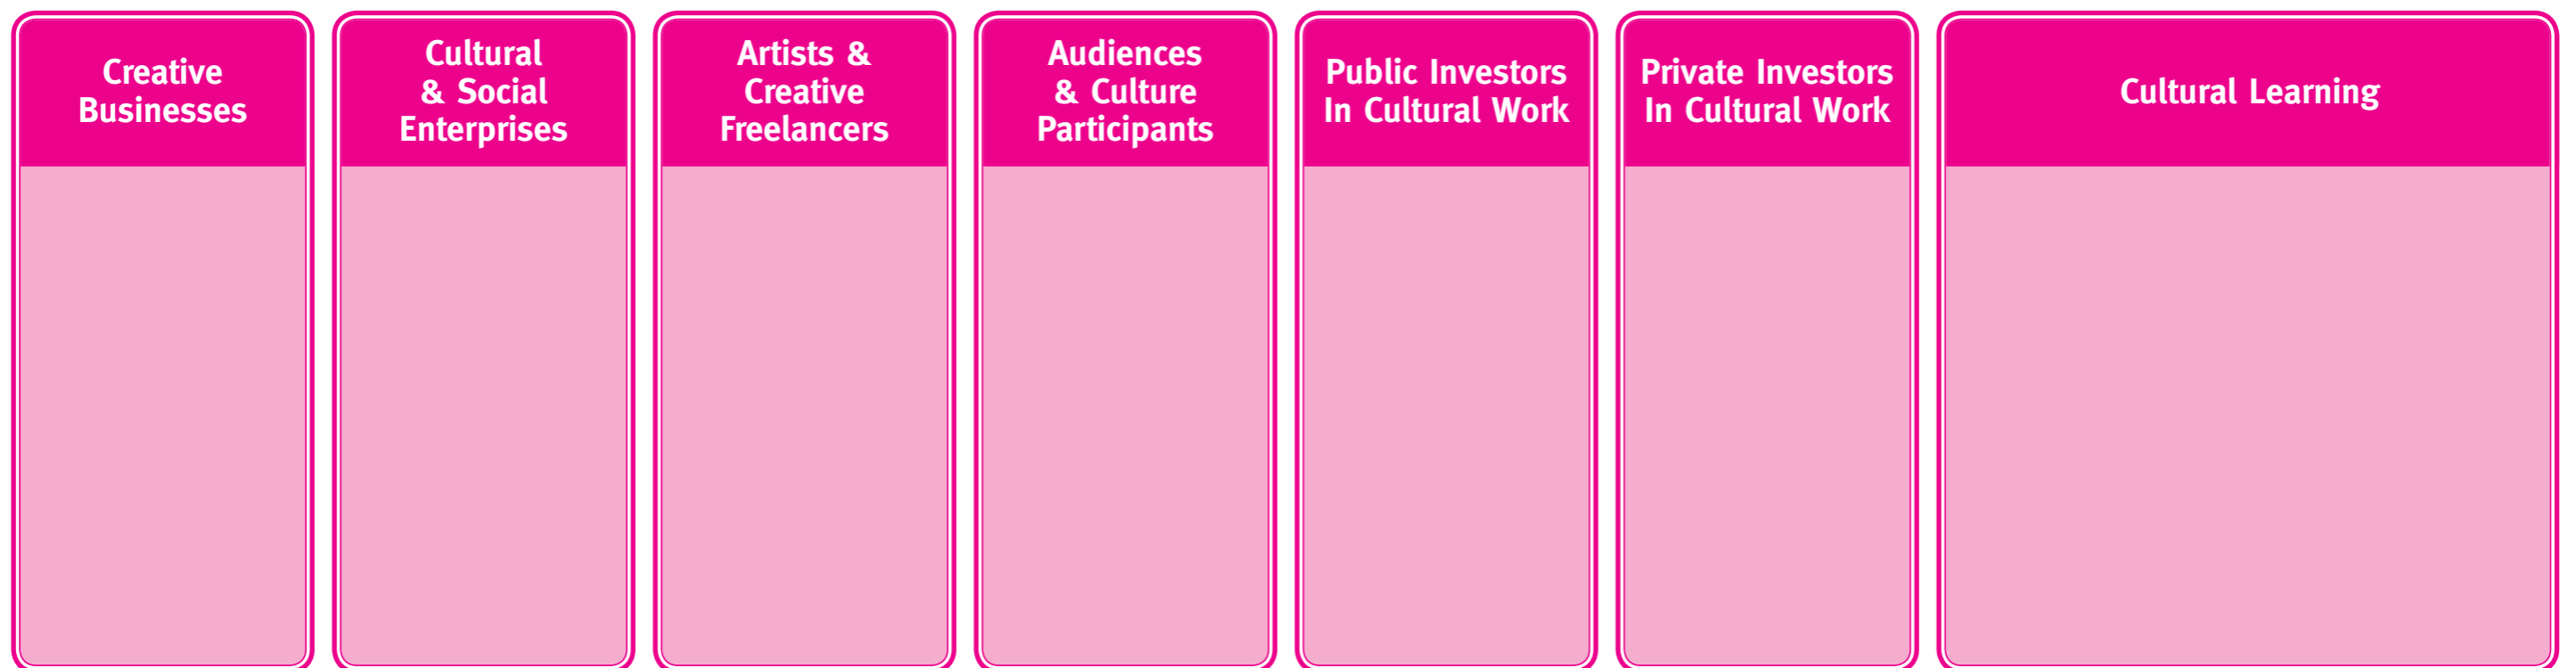 Creative
Businesses
Cultural
& Social
Enterprises
Artists &
Creative
Freelancers
Audiences
& Culture
Participants
Public Investors
In Cultural Work
Private Investors
In Cultural Work
Cultural Learning